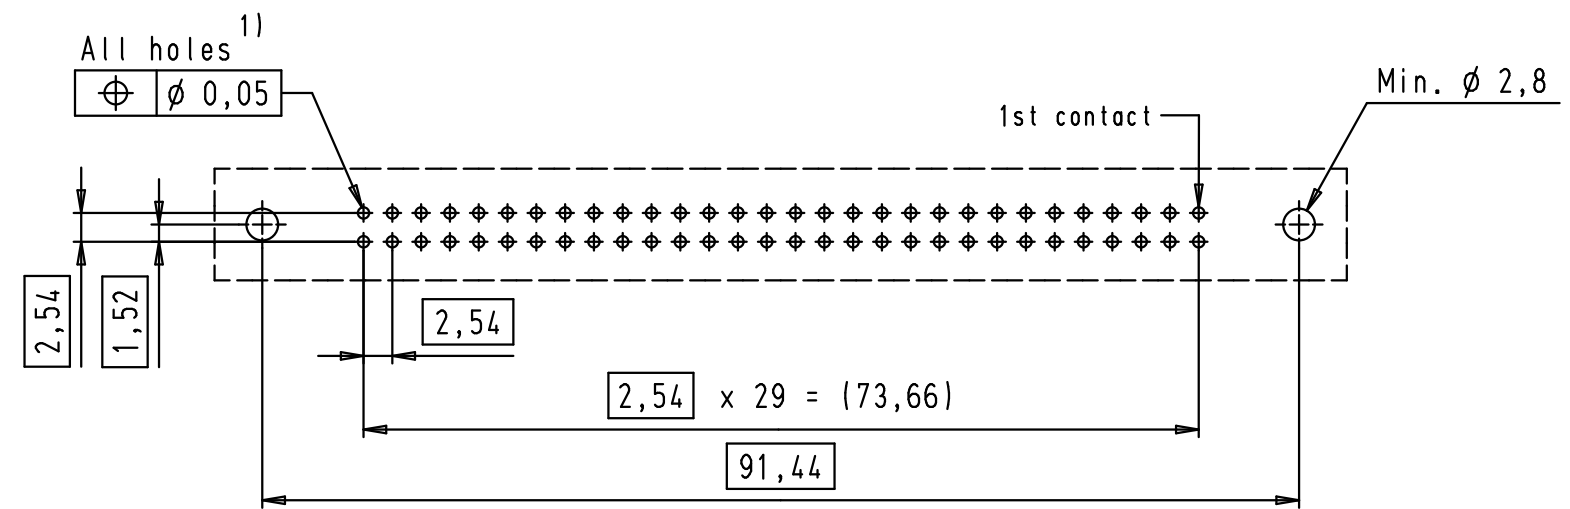 All holes 1)
⌖ ø 0,05
Min. ø 2,8
1st contact
2,54
1,52
2,54
2,54 x 29 = (73,66)
91,44